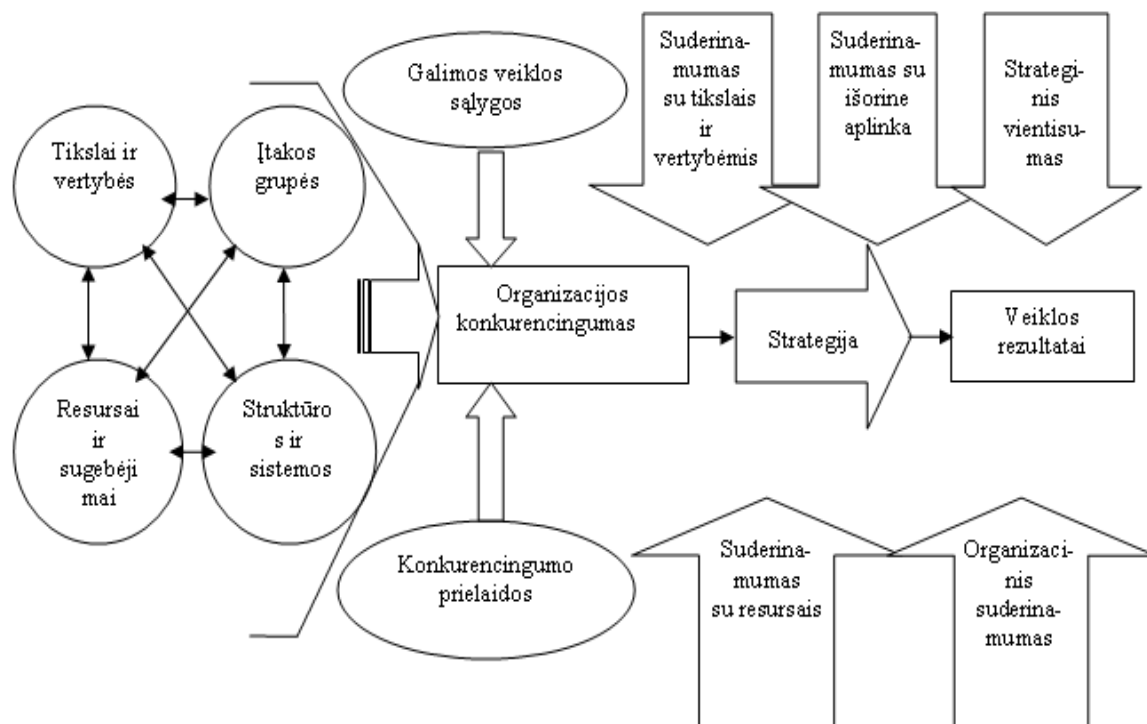 Tikslai ir
vertybės
Įtakos
grupės
Resursai
ir
sugebėji
mai
Struktūro
s ir
sistemos
Galimos veiklos
sąlygos
Organizacijos
konkurencingumas
Konkurencingumo
prielaidos
Suderina-
mumas
su tikslais
ir
vertybėmis
Suderina-
mumas su
išorine
aplinka
Strateg-
inis
vientisu-
mas
Strategija
Veiklos
rezultatai
Suderina-
mumas
su resursais
Organizaci-
nis
suderina-
mumas